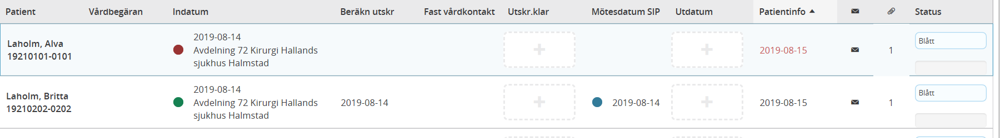 Patient Vårdbegäran Indatum Beräkn utskr Fast vårdkontakt Utskr.klar Mötesdatum SIP Utdatum Patientinfo Status
Laholm, Alva
19210101-0101
2019-08-14
Avdelning 72 Kirurgi Hallands
sjukhus Halmstad
2019-08-15
1
Blått
Laholm, Britta
19210202-0202
2019-08-14
Avdelning 72 Kirurgi Hallands
sjukhus Halmstad
2019-08-14
2019-08-14
2019-08-15
1
Blått